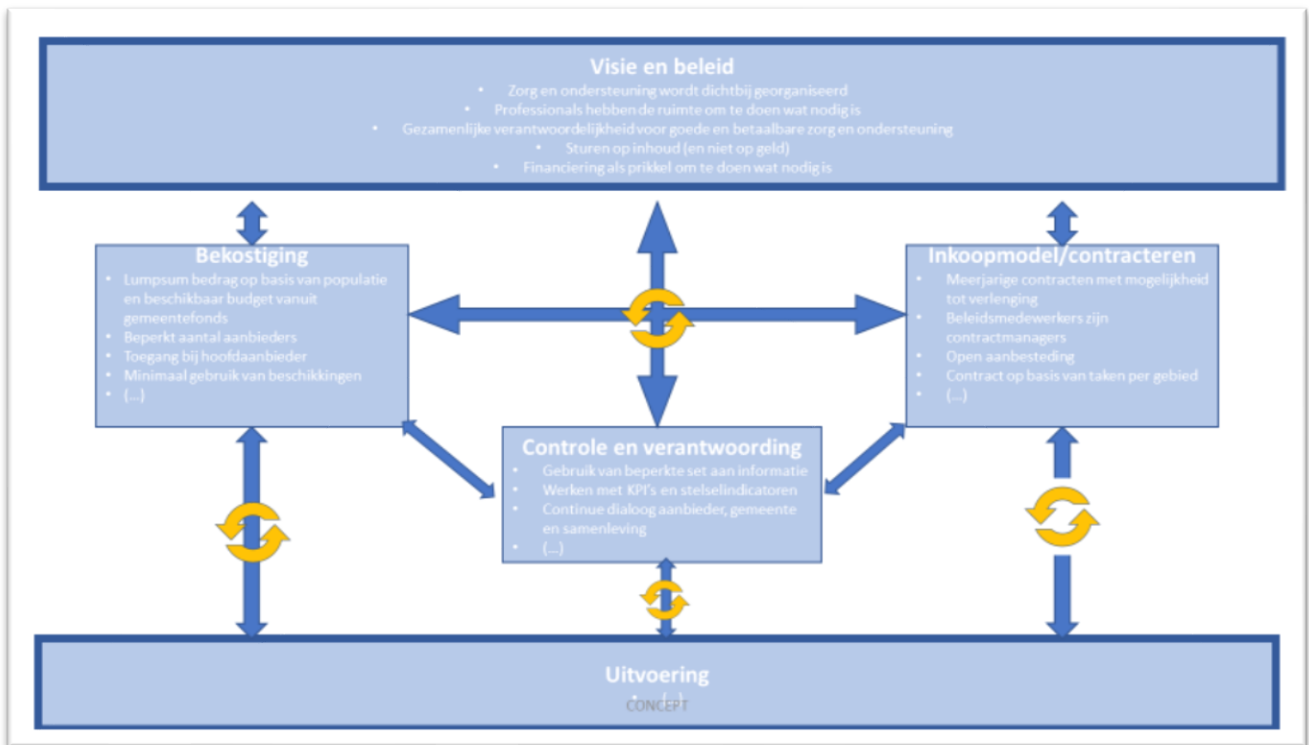 Visie en beleid
• Zorg en ondersteuning wordt dichtbij georganiseerd
• Professionals hebben de ruimte om te doen wat nodig is
• Gezamenlijke verantwoordelijkheid voor goede en betaalbare zorg en ondersteuning
• Sturen op inhoud (en niet op geld)
• Financiering als prikkel om te doen wat nodig is
Bekostiging
• Lumpsum bedrag op basis van populatie
en beschikbaar budget vanuit
gemeentefonds
• Beperkt aantal aanbieders
• Toegang bij hoofdaanbieder
• Minimaal gebruik van beschikkingen
• (...)
Inkoopmodel/contracteren
• Meerjarige contracten met mogelijkheid
tot verlenging
• Beleidsmedewerkers zijn
contractmanagers
• Open aanbesteding
• Contract op basis van taken per gebied
• (...)
Controle en verantwoording
• Gebruik van beperkte set aan informatie
• Werken met KPI's en stelselindicatoren
• Continue dialoog aanbieder, gemeente
en samenleving
• (...)
Uitvoering
• (...)
CONCEPT